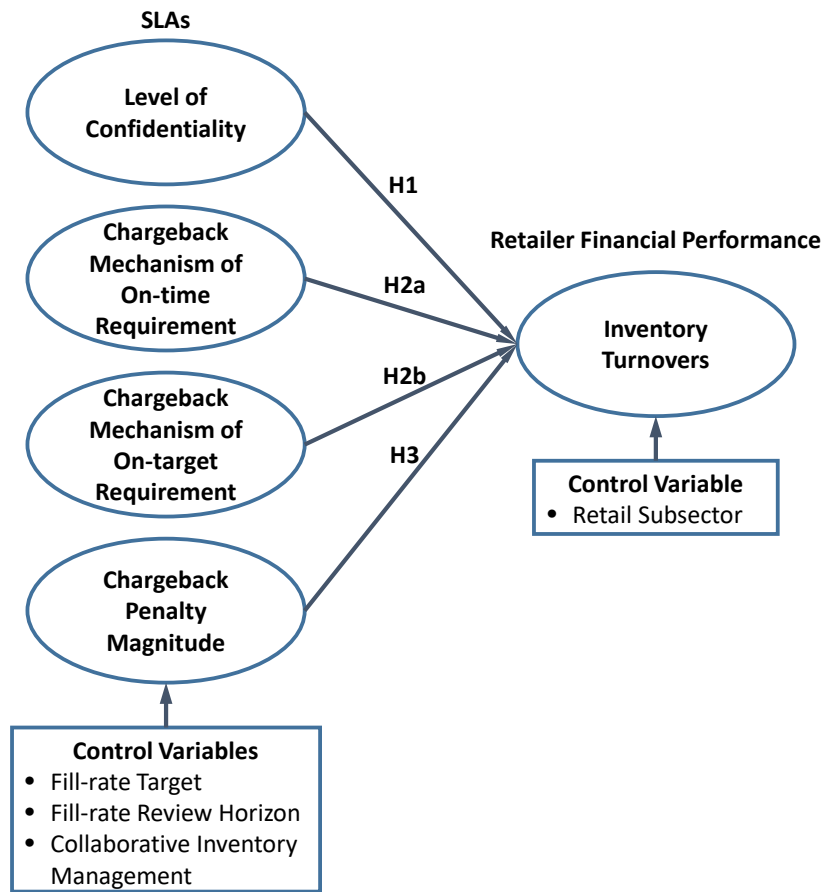 SLAs
Level of
Confidentiality
H1
Chargeback
Mechanism of
On-time
Requirement
H2a
Retailer Financial Performance
Inventory
Turnovers
H2b
Chargeback
Mechanism of
On-target
Requirement
H3
Control Variable
• Retail Subsector
Chargeback
Penalty
Magnitude
Control Variables
• Fill-rate Target
• Fill-rate Review Horizon
• Collaborative Inventory
Management